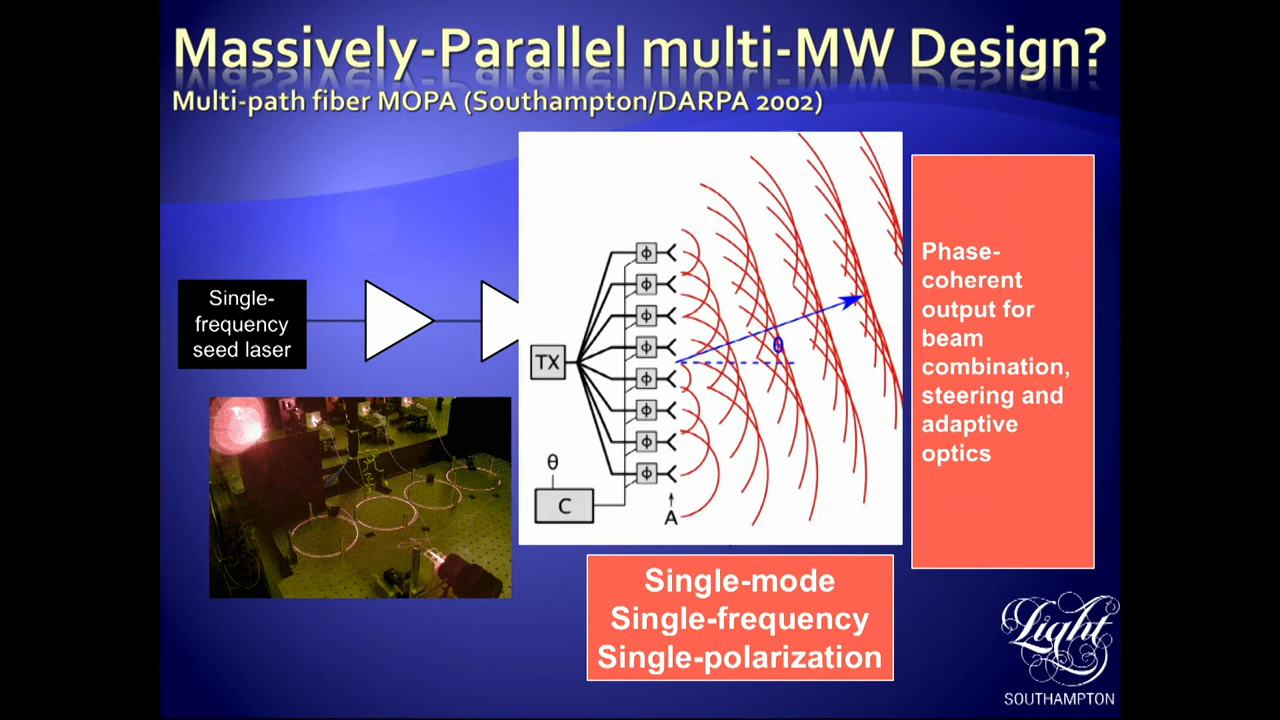 Massively-Parallel multi-MW Design?
Multi-path fiber MOPA (Southampton/DARPA 2002)
Single-
frequency
seed laser
TX
θ
C
ϕ
ϕ
ϕ
ϕ
ϕ
ϕ
ϕ
ϕ
A
θ
Phase-
coherent
output for
beam
combination,
steering and
adaptive
optics
Single-mode
Single-frequency
Single-polarization
Light
SOUTHAMPTON